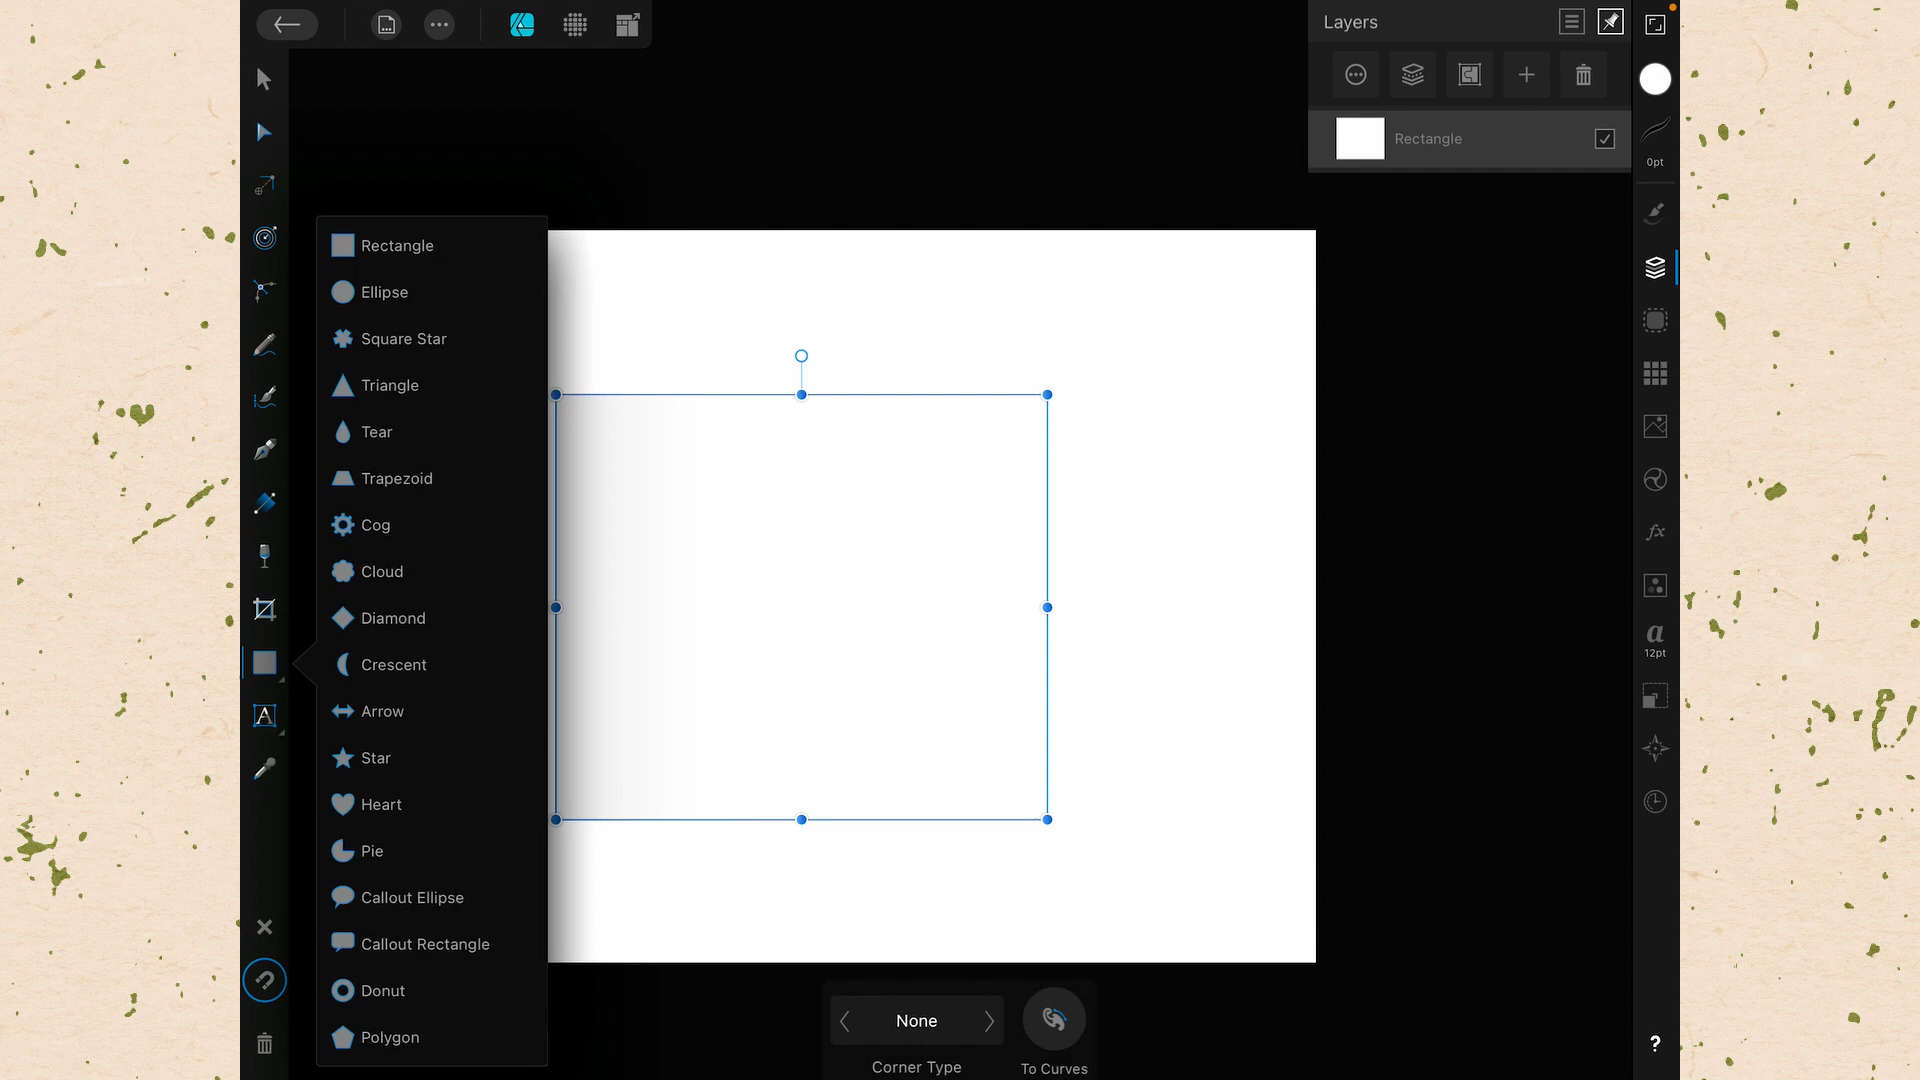 Layers
Rectangle
0pt
Rectangle
Ellipse
Square Star
Triangle
Tear
Trapezoid
Cog
Cloud
Diamond
Crescent
Arrow
Star
Heart
Pie
Callout Ellipse
Callout Rectangle
Donut
Polygon
A
fx
a
12pt
None
Corner Type
To Curves
?